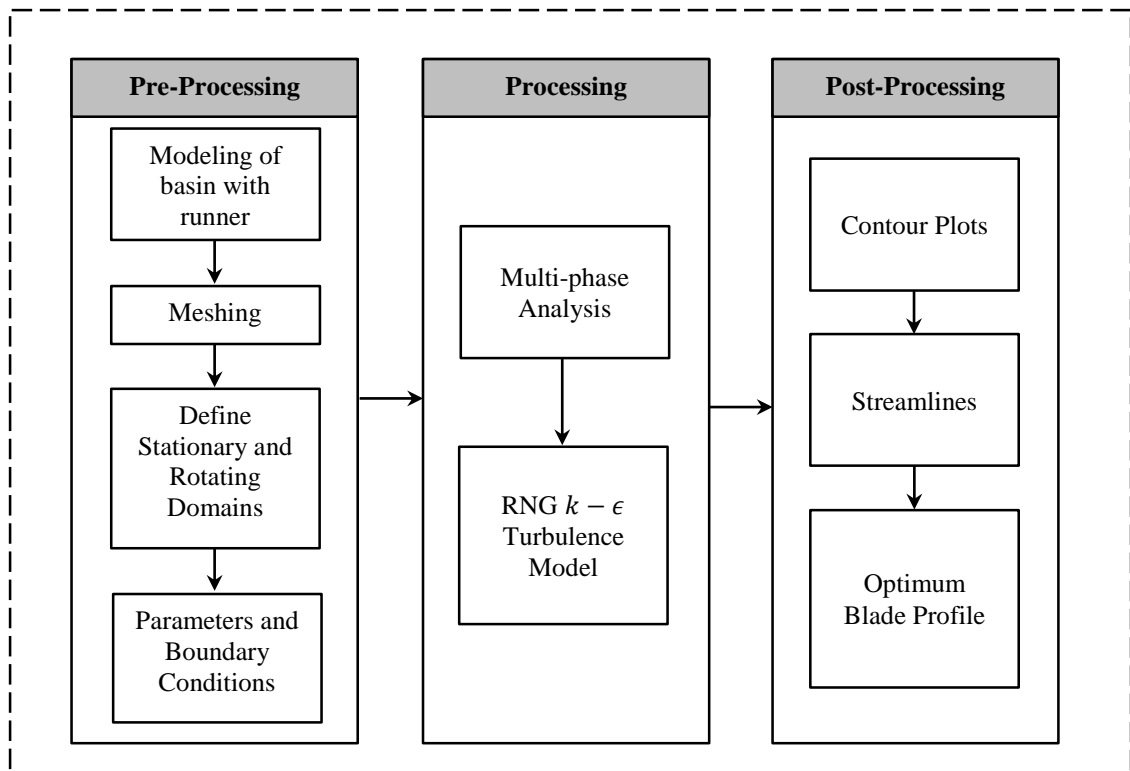 Pre-Processing
Modeling of
basin with
runner
Meshing
Define
Stationary and
Rotating
Domains
Parameters and
Boundary
Conditions
Processing
Multi-phase
Analysis
RNG k − ϵ
Turbulence
Model
Post-Processing
Contour Plots
Streamlines
Optimum
Blade Profile